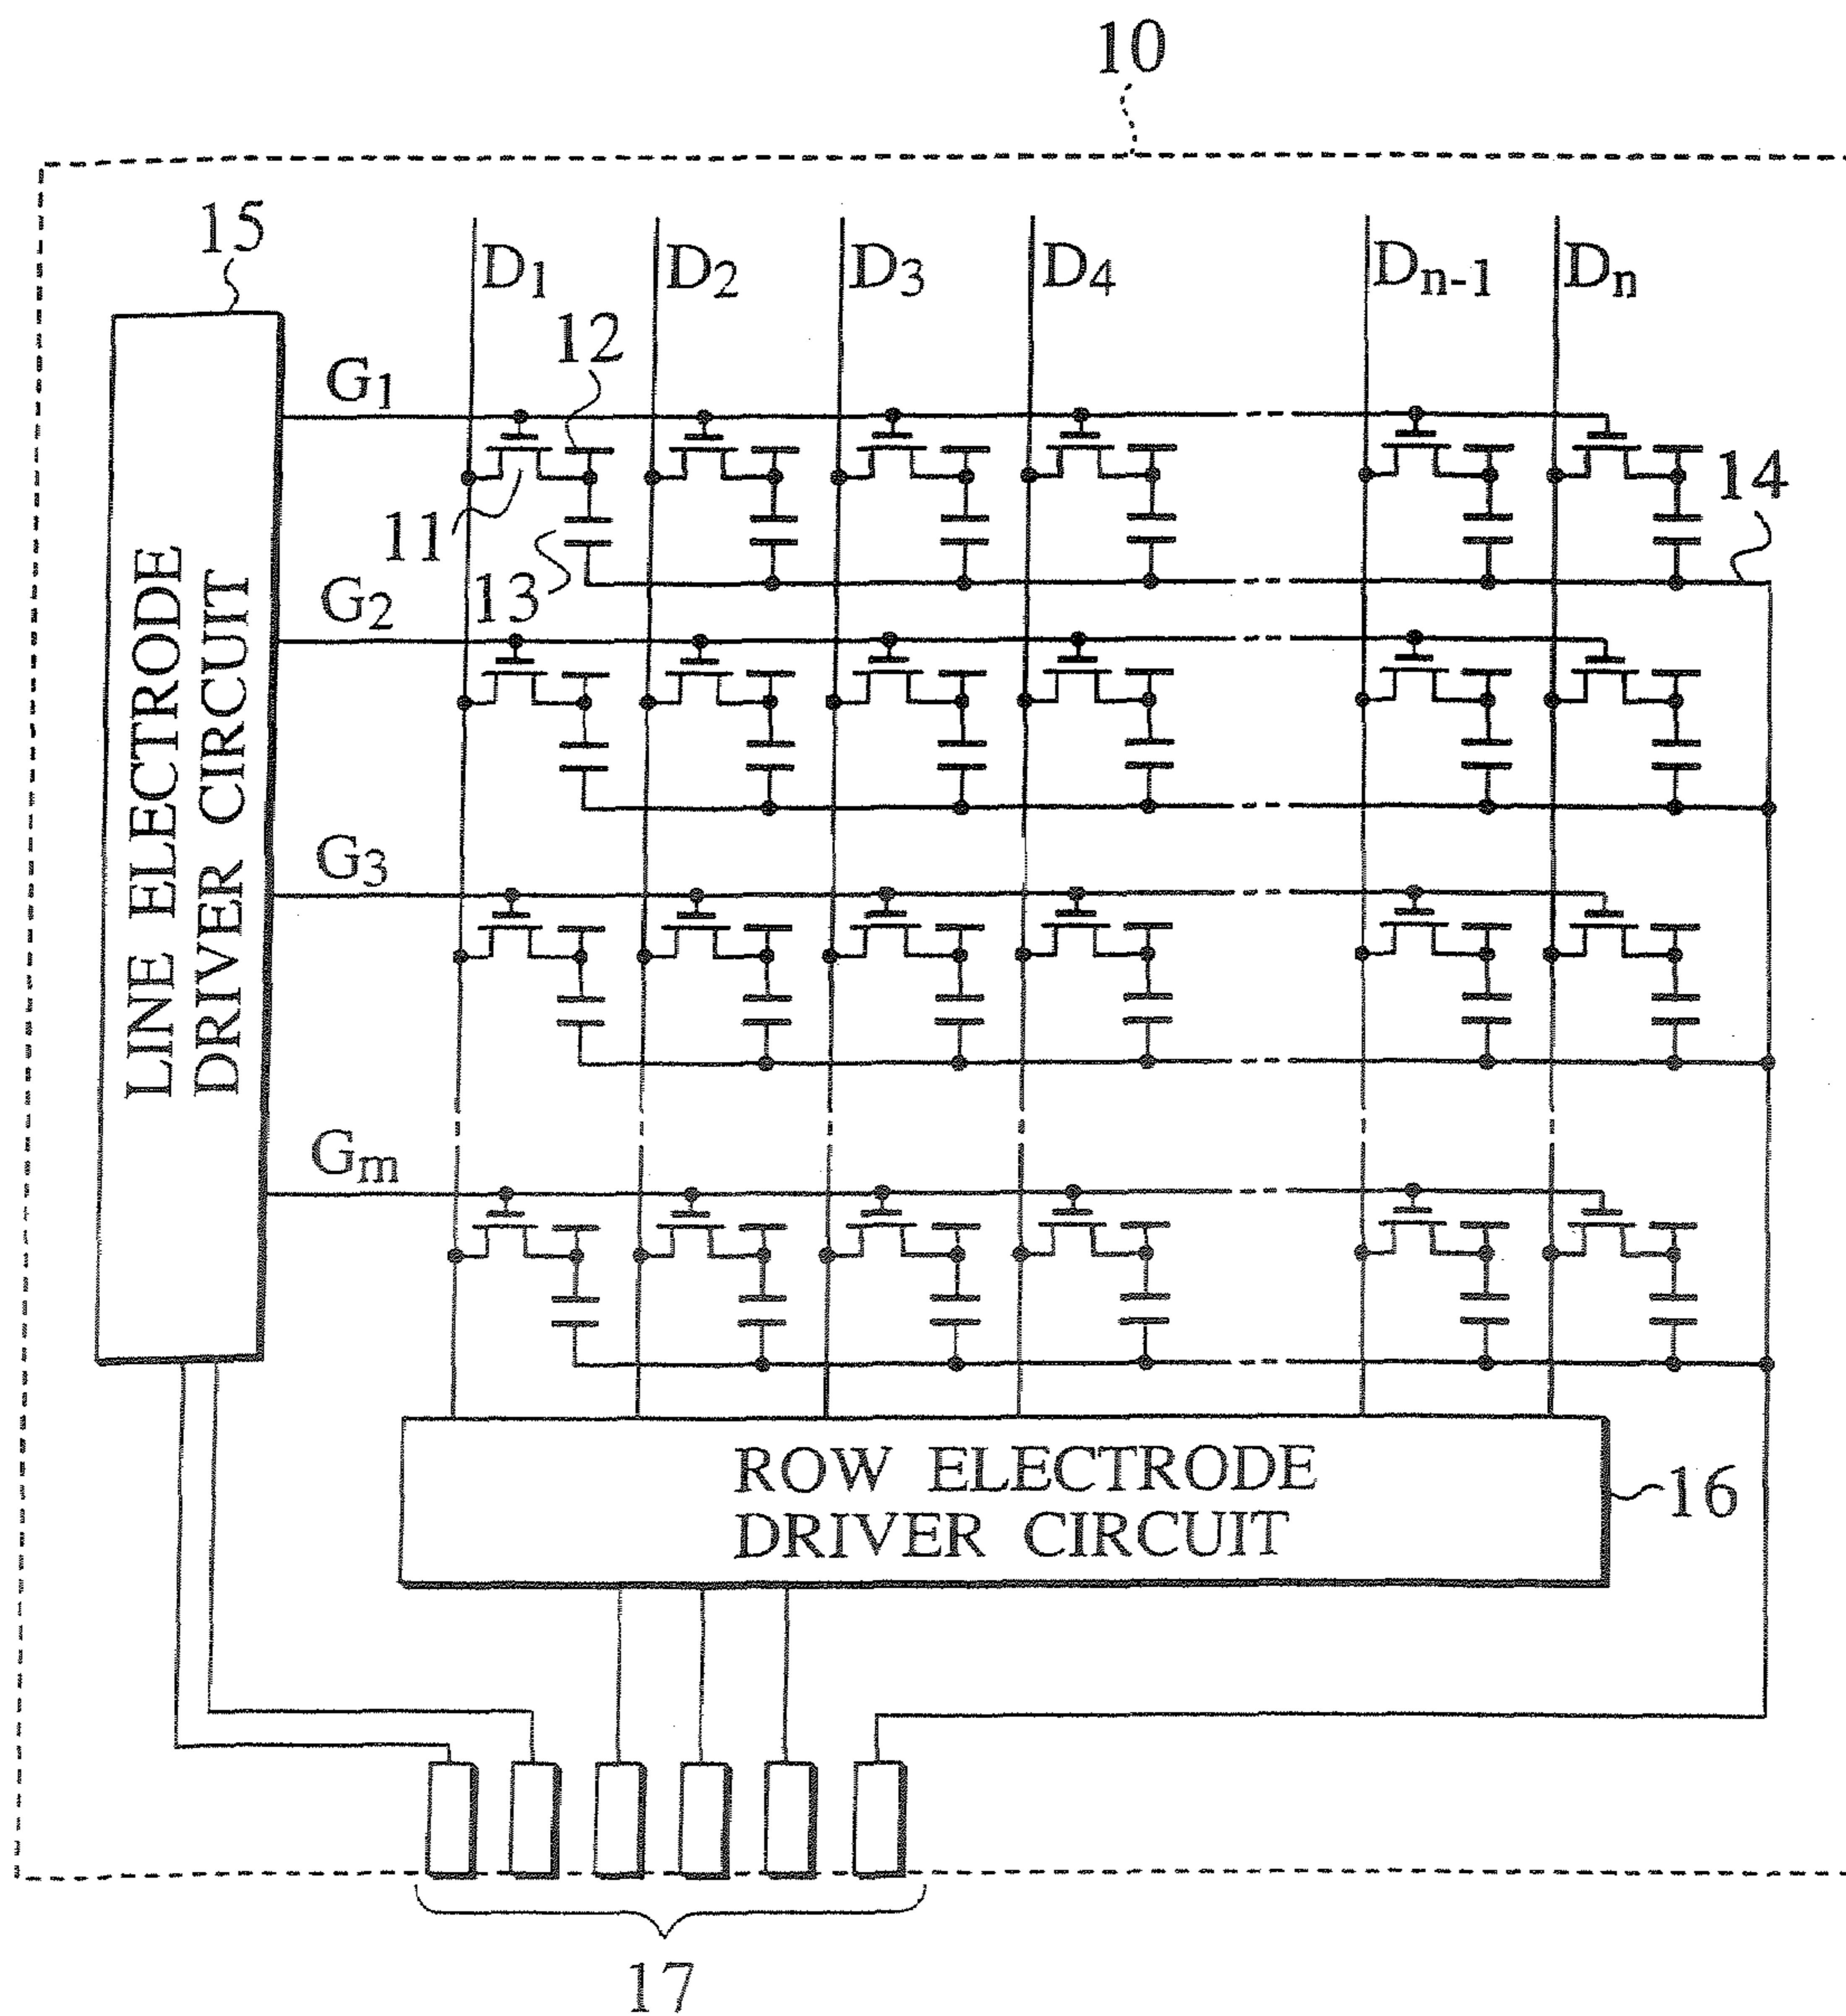 10
15
D1 D2 D3 D4 Dn-1 Dn
12
G1
11
14
13
G2
LINE ELECTRODE
DRIVER CIRCUIT
G3
Gm
ROW ELECTRODE
DRIVER CIRCUIT
16
17